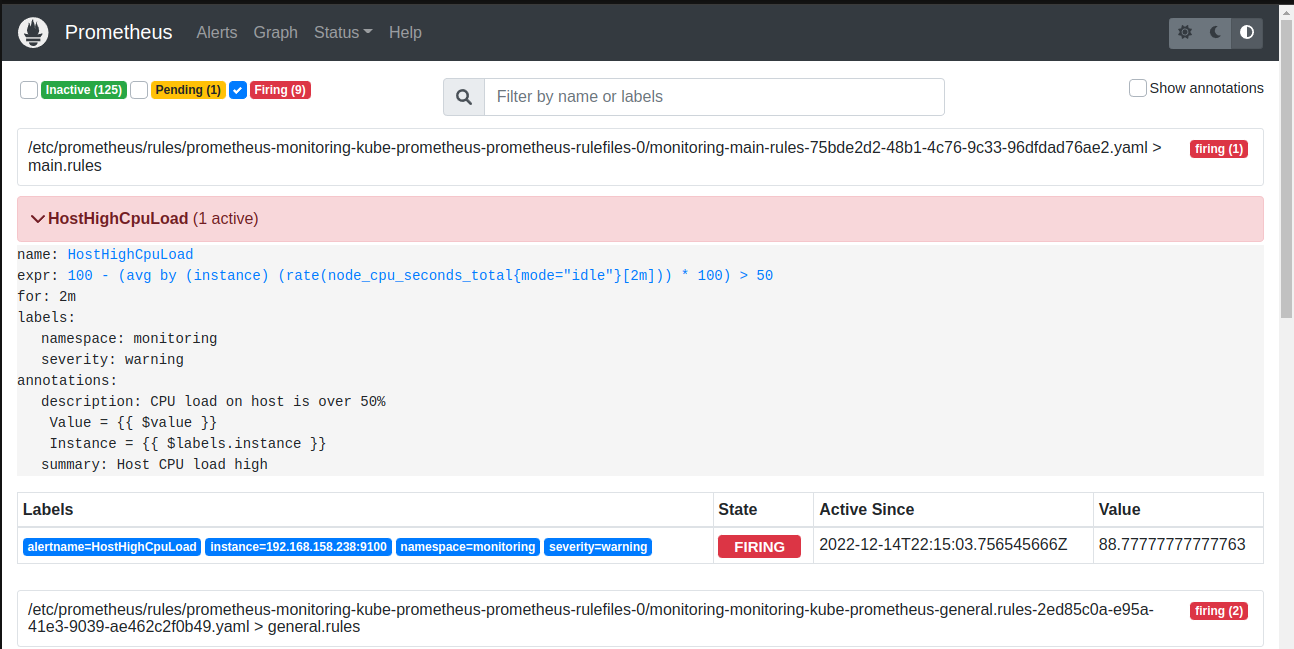 Prometheus Alerts Graph Status Help
Inactive (125) Pending (1) Firing (9) Filter by name or labels Show annotations
/etc/prometheus/rules/prometheus-monitoring-kube-prometheus-prometheus-rulefiles-0/monitoring-main-rules-75bde2d2-48b1-4c76-9c33-96dfdad76ae2.yaml > firing (1)
main.rules
HostHighCpuLoad (1 active)
name: HostHighCpuLoad
expr: 100 - (avg by (instance) (rate(node_cpu_seconds_total{mode="idle"}[2m])) * 100) > 50
for: 2m
labels:
namespace: monitoring
severity: warning
annotations:
description: CPU load on host is over 50%
Value = {{ $value }}
Instance = {{ $labels.instance }}
summary: Host CPU load high
Labels State Active Since Value
alertname=HostHighCpuLoad instance=192.168.158.238:9100 namespace=monitoring severity=warning FIRING 2022-12-14T22:15:03.756545666Z 88.77777777777763
/etc/prometheus/rules/prometheus-monitoring-kube-prometheus-prometheus-rulefiles-0/monitoring-monitoring-kube-prometheus-general.rules-2ed85c0a-e95a- firing (2)
41e3-9039-ae462c2f0b49.yaml > general.rules